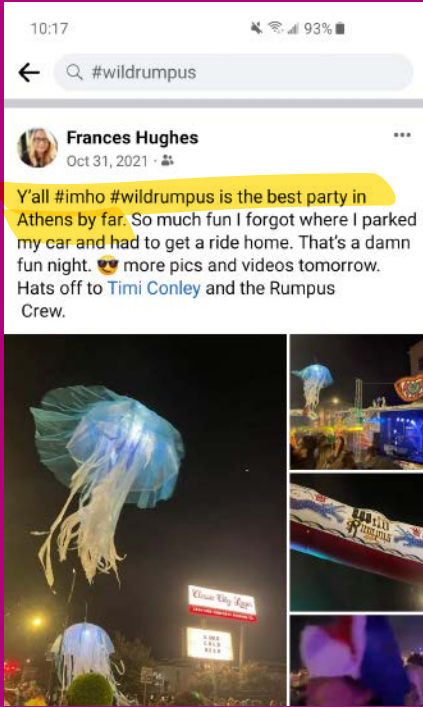 10:17
93%
#wildrumpus
Frances Hughes
Oct 31, 2021 ·
Y'all #imho #wildrumpus is the best party in
Athens by far. So much fun I forgot where I parked
my car and had to get a ride home. That's a damn
fun night. 😎 more pics and videos tomorrow.
Hats off to Timi Conley and the Rumpus
Crew.
Classic City Lager
Wild
Rumpus
COLD
BEER